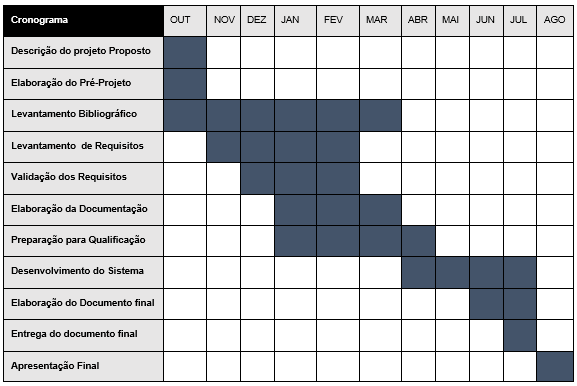 Cronograma OUT NOV DEZ JAN FEV MAR ABR MAI JUN JUL AGO
Descrição do projeto Proposto
Elaboração do Pré-Projeto
Levantamento Bibliográfico
Levantamento de Requisitos
Validação dos Requisitos
Elaboração da Documentação
Preparação para Qualificação
Desenvolvimento do Sistema
Elaboração do Documento final
Entrega do documento final
Apresentação Final